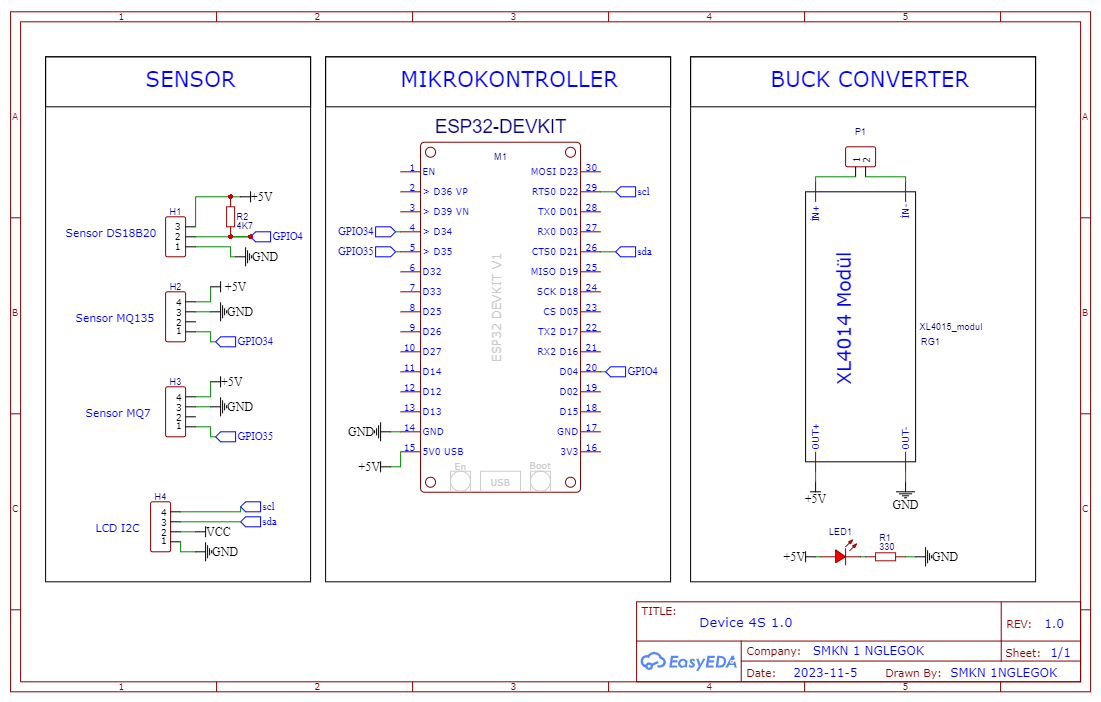 1 2 3 4 5
A A
B B
C C
SENSOR
H1
3
2
1
Sensor DS18B20
+5V
R2
4K7
GPIO4
GND
H2
4
3
2
1
Sensor MQ135
+5V
GND
GPIO34
H3
4
3
2
1
Sensor MQ7
+5V
GND
GPIO35
H4
4
3
2
1
LCD I2C
scl
sda
VCC
GND
MIKROKONTROLLER
ESP32-DEVKIT
M1
1 EN MOSI D23 30
2 > D36 VP RTS0 D22 29 scl
3 > D39 VN TX0 D01 28
GPIO34 4 > D34 RX0 D03 27
GPIO35 5 > D35 CTS0 D21 26 sda
6 D32 MISO D19 25
7 D33 SCK D18 24
8 D25 CS D05 23
9 D26 TX2 D17 22
10 D27 RX2 D16 21
11 D14 D04 20 GPIO4
12 D12 D02 19
13 D13 D15 18
GND 14 GND GND 17
+5V 15 5V0 USB 3V3 16
ESP32 DEVKIT V1
En
USB
Boot
BUCK CONVERTER
P1
1 2
IN+ IN-
XL4014 Modül
XL4015_modul
RG1
OUT+ OUT-
+5V
GND
LED1
R1
330
+5V
GND
TITLE:
Device 4S 1.0
REV: 1.0
EasyEDA
Company: SMKN 1 NGLEGOK
Sheet: 1/1
Date: 2023-11-5 Drawn By: SMKN 1NGLEGOK
1 2 3 4 5